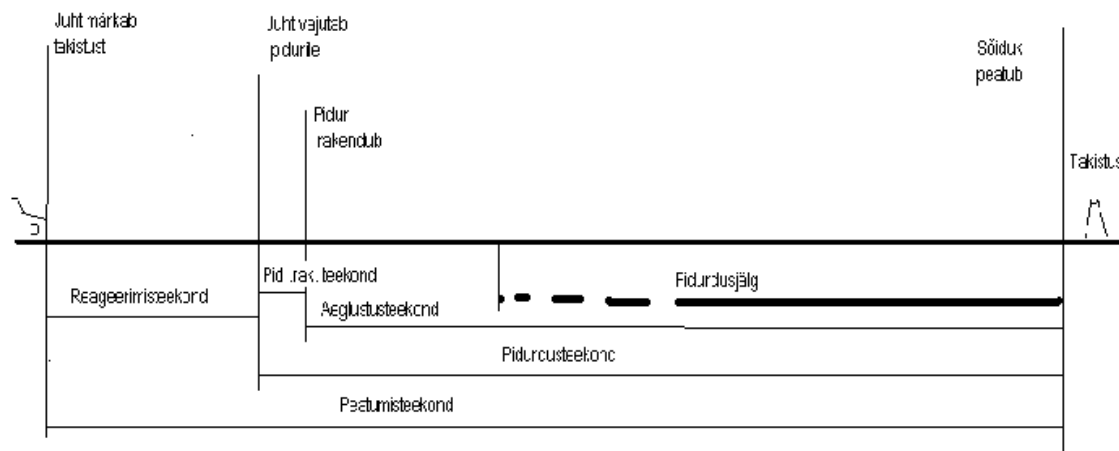 Juht märkab
takistust
Juht vajutab
pidurile
Sõiduk
peatub
Pidur
rakendub
Takistus
Pid .rak. teekond
Reageerimisteekond
Pidurdusjälg
Aeglustusteekond
Pidurdusteekond
Peatumisteekond